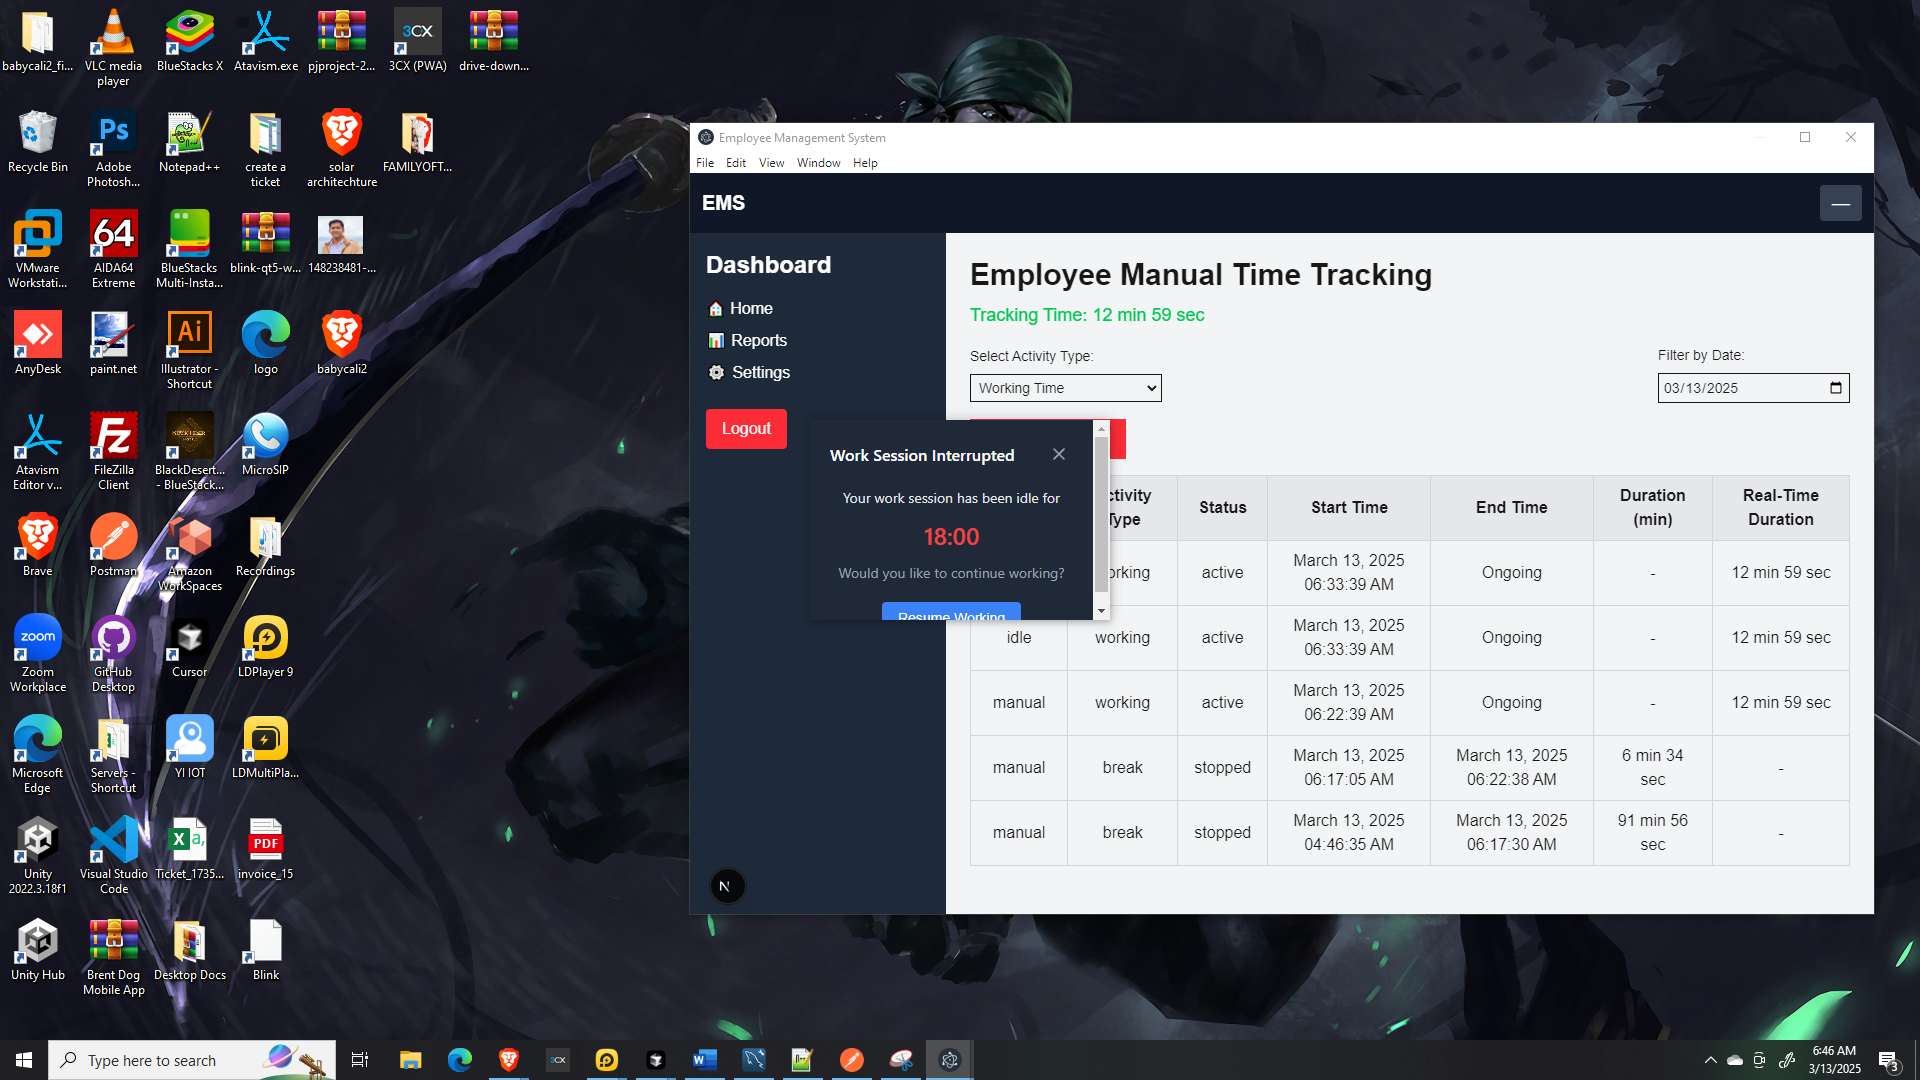 babycali2_fi...
VLC media
player
BlueStacks X
Atavism.exe
pjproject-2...
3CX
3CX (PWA)
drive-down...
Recycle Bin
Ps
Adobe
Photosh...
Notepad++
create a
ticket
solar
architechture
FAMILYOFT...
VMware
Workstati...
64
AIDA64
Extreme
BlueStacks
Multi-Insta...
blink-qt5-w...
148238481-...
AnyDesk
paint.net
Ai
Illustrator -
Shortcut
logo
babycali2
Atavism
Editor v...
Fz
FileZilla
Client
BlackDesert...
- BlueStack...
MicroSIP
Brave
Postman
Amazon
WorkSpaces
Recordings
zoom
Zoom
Workplace
GitHub
Desktop
Cursor
LDPlayer 9
Microsoft
Edge
Servers -
Shortcut
YI IOT
LDMultiPla...
Unity
2022.3.18f1
Visual Studio
Code
X a,
Ticket_1735...
PDF
invoice_15
Unity Hub
Brent Dog
Mobile App
Desktop Docs
Blink
Employee Management System
File Edit View Window Help
EMS
Dashboard
Home
Reports
Settings
Logout
N
Employee Manual Time Tracking
Tracking Time: 12 min 59 sec
Select Activity Type:
Working Time
Filter by Date:
03/13/2025
Work Session Interrupted
Your work session has been idle for
18:00
Would you like to continue working?
Resume Working
ctivity
Type
Status
Start Time
End Time
Duration
(min)
Real-Time
Duration
orking active March 13, 2025 06:33:39 AM Ongoing - 12 min 59 sec
idle working active March 13, 2025 06:33:39 AM Ongoing - 12 min 59 sec
manual working active March 13, 2025 06:22:39 AM Ongoing - 12 min 59 sec
manual break stopped March 13, 2025 06:17:05 AM March 13, 2025 06:22:38 AM 6 min 34 sec -
manual break stopped March 13, 2025 04:46:35 AM March 13, 2025 06:17:30 AM 91 min 56 sec -
Type here to search
3CX
W
6:46 AM
3/13/2025
3